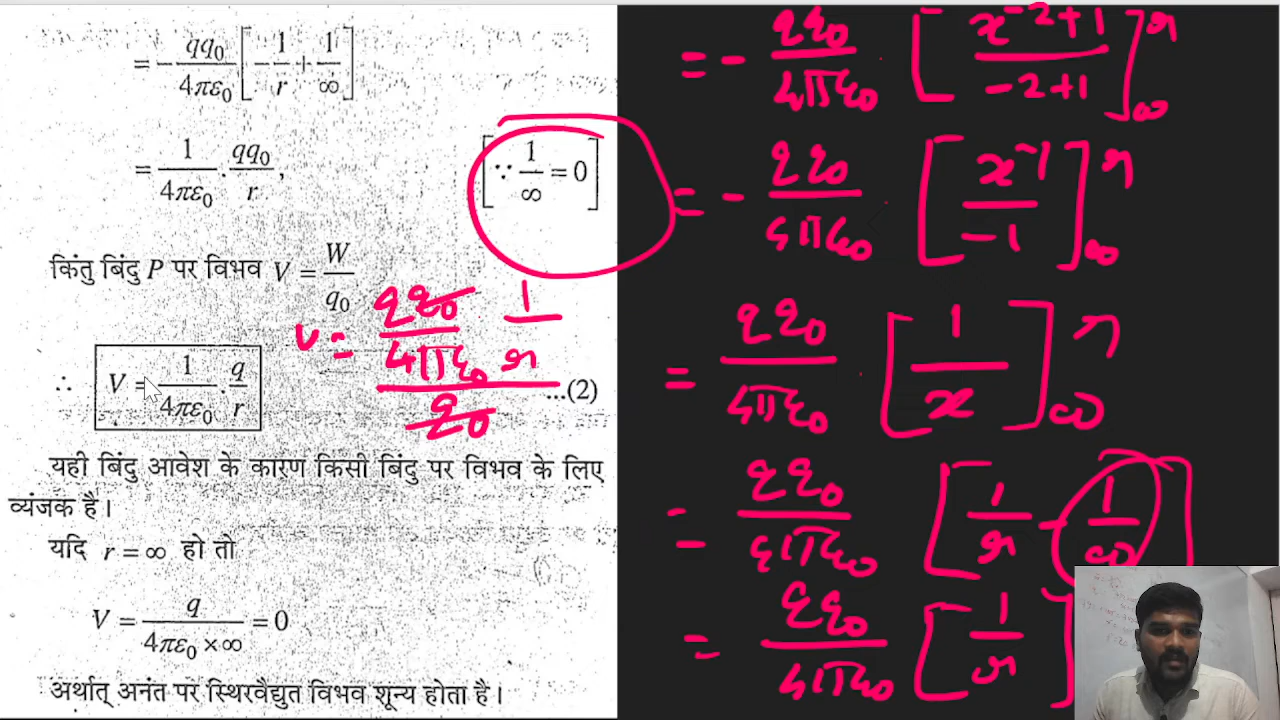 = -qq₀/4πε₀ [-1/r + 1/∞]
= 1/4πε₀ · qq₀/r, [∵ 1/∞ = 0]
किंतु बिंदु P पर विभव V = W/q₀
v = (qq₀/4πε₀ · 1/r)/q₀
∴ V = 1/4πε₀ · q/r ...(2)
यही बिंदु आवेश के कारण किसी बिंदु पर विभव के लिए
व्यंजक है।
यदि r = ∞ हो तो
V = q/4πε₀×∞ = 0
अर्थात् अनंत पर स्थिरवैद्युत विभव शून्य होता है।
= - qq₀/4πε₀ · [x⁻²⁺¹/-2+1]ʳ∞
= - qq₀/4πε₀ · [x⁻¹/-1]ʳ∞
= qq₀/4πε₀ · [1/x]ʳ∞
= qq₀/4πε₀ [1/r - 1/∞]
= qq₀/4πε₀ [1/r]